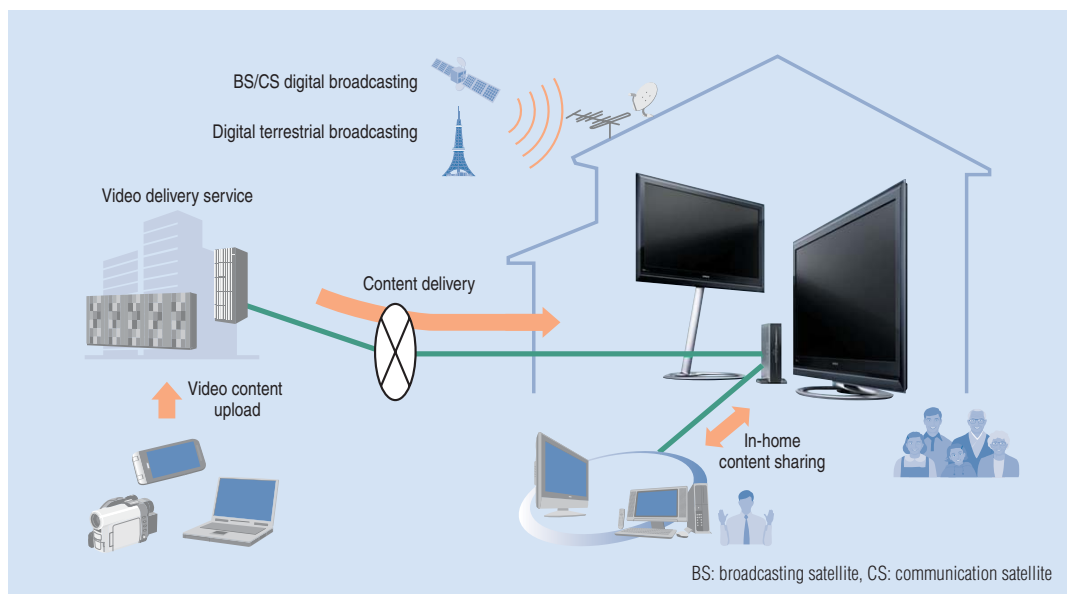 BS/CS digital broadcasting
Digital terrestrial broadcasting
Video delivery service
Content delivery
Video content
upload
In-home
content sharing
BS: broadcasting satellite, CS: communication satellite